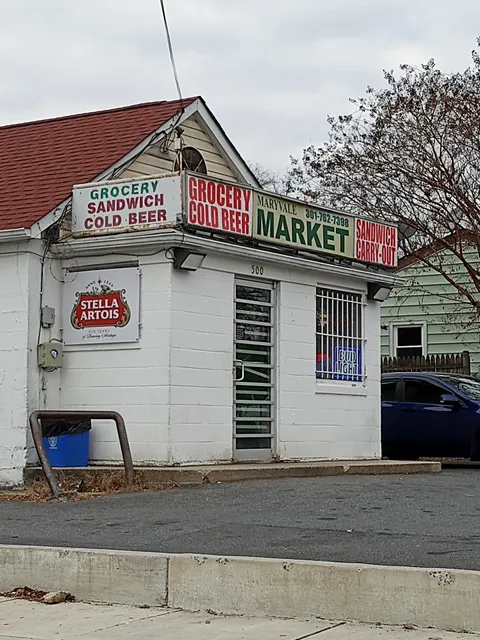 GROCERY
SANDWICH
COLD BEER
GROCERY
COLD BEER
MARYVALE
301-762-7398
MARKET
SANDWICH
CARRY-OUT
500
STELLA
ARTOIS
BUD
LIGHT